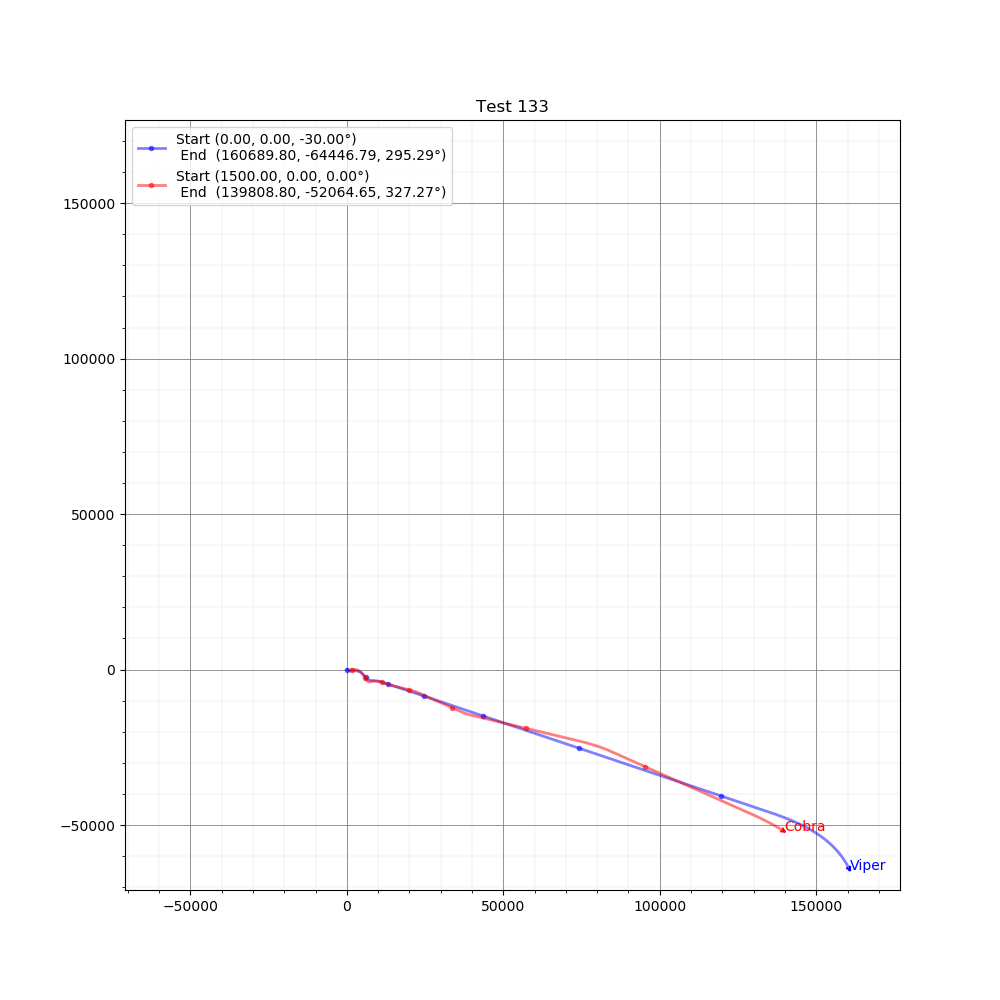 Test 133
Start (0.00, 0.00, -30.00°)
End  (160689.80, -64446.79, 295.29°)
Start (1500.00, 0.00, 0.00°)
End  (139808.80, -52064.65, 327.27°)
150000
100000
50000
0
−50000
Cobra
Viper
−50000 0 50000 100000 150000